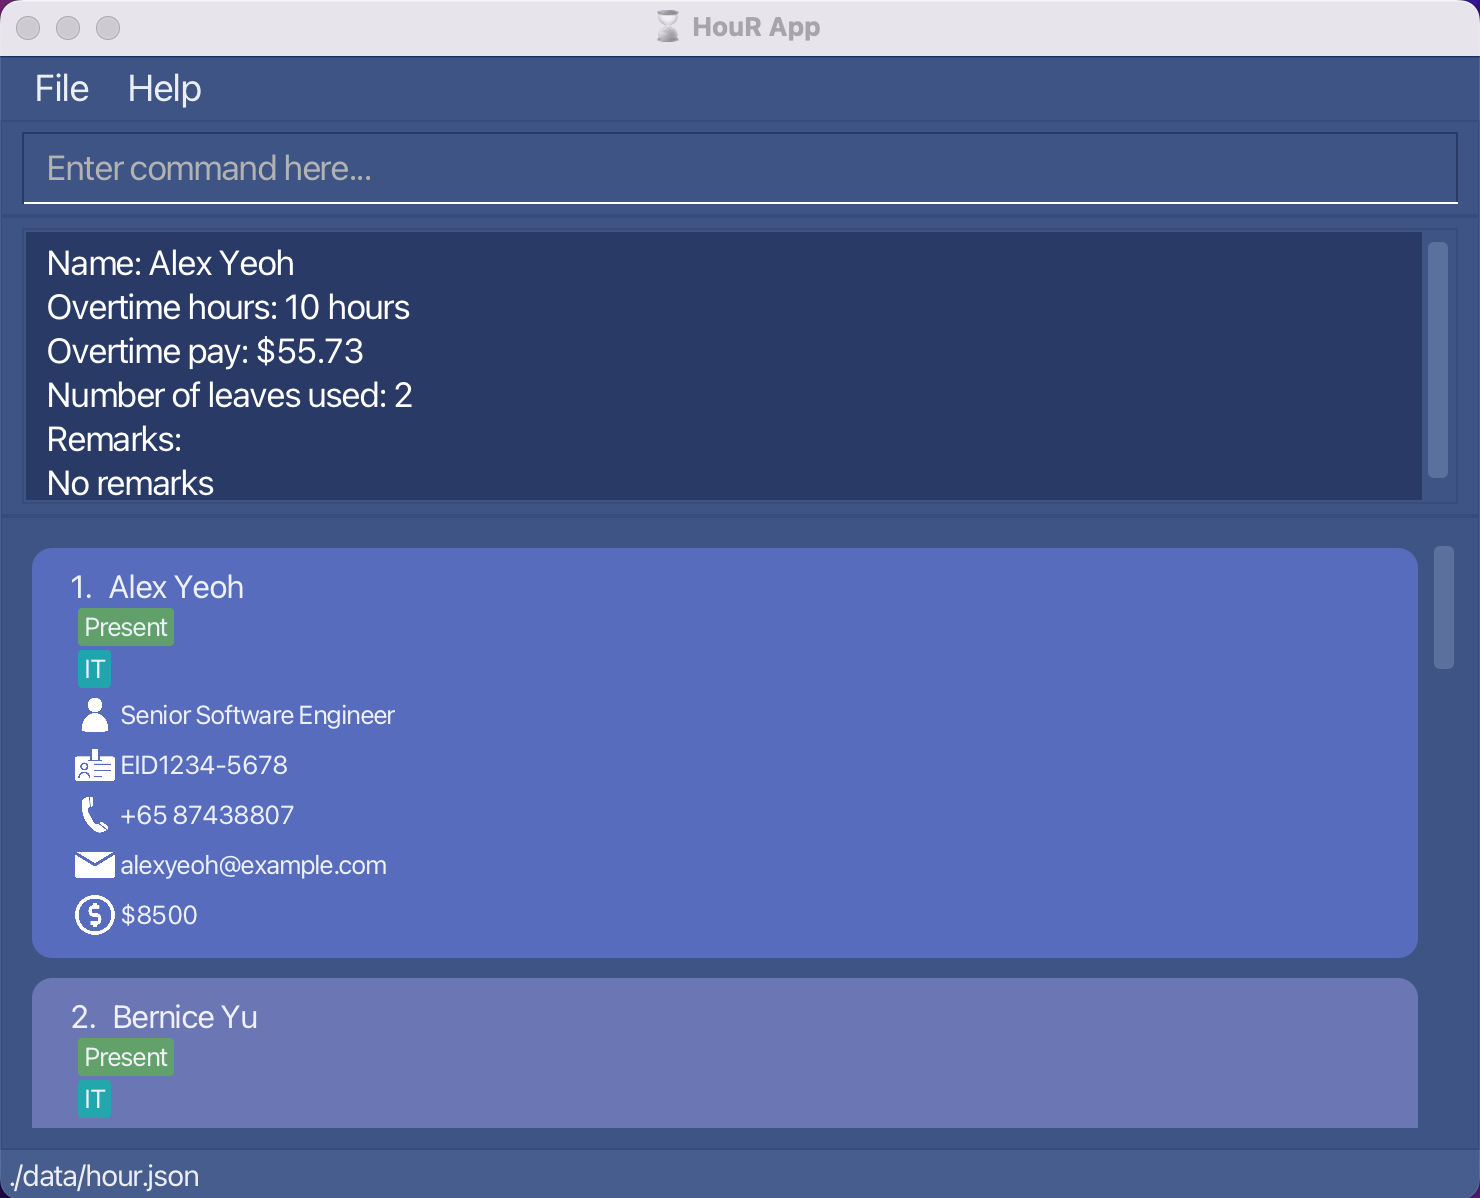 HouR App
File Help
Enter command here...
Name: Alex Yeoh
Overtime hours: 10 hours
Overtime pay: $55.73
Number of leaves used: 2
Remarks:
No remarks
1. Alex Yeoh
Present
IT
Senior Software Engineer
EID1234-5678
+65 87438807
alexyeoh@example.com
$8500
2. Bernice Yu
Present
IT
./data/hour.json